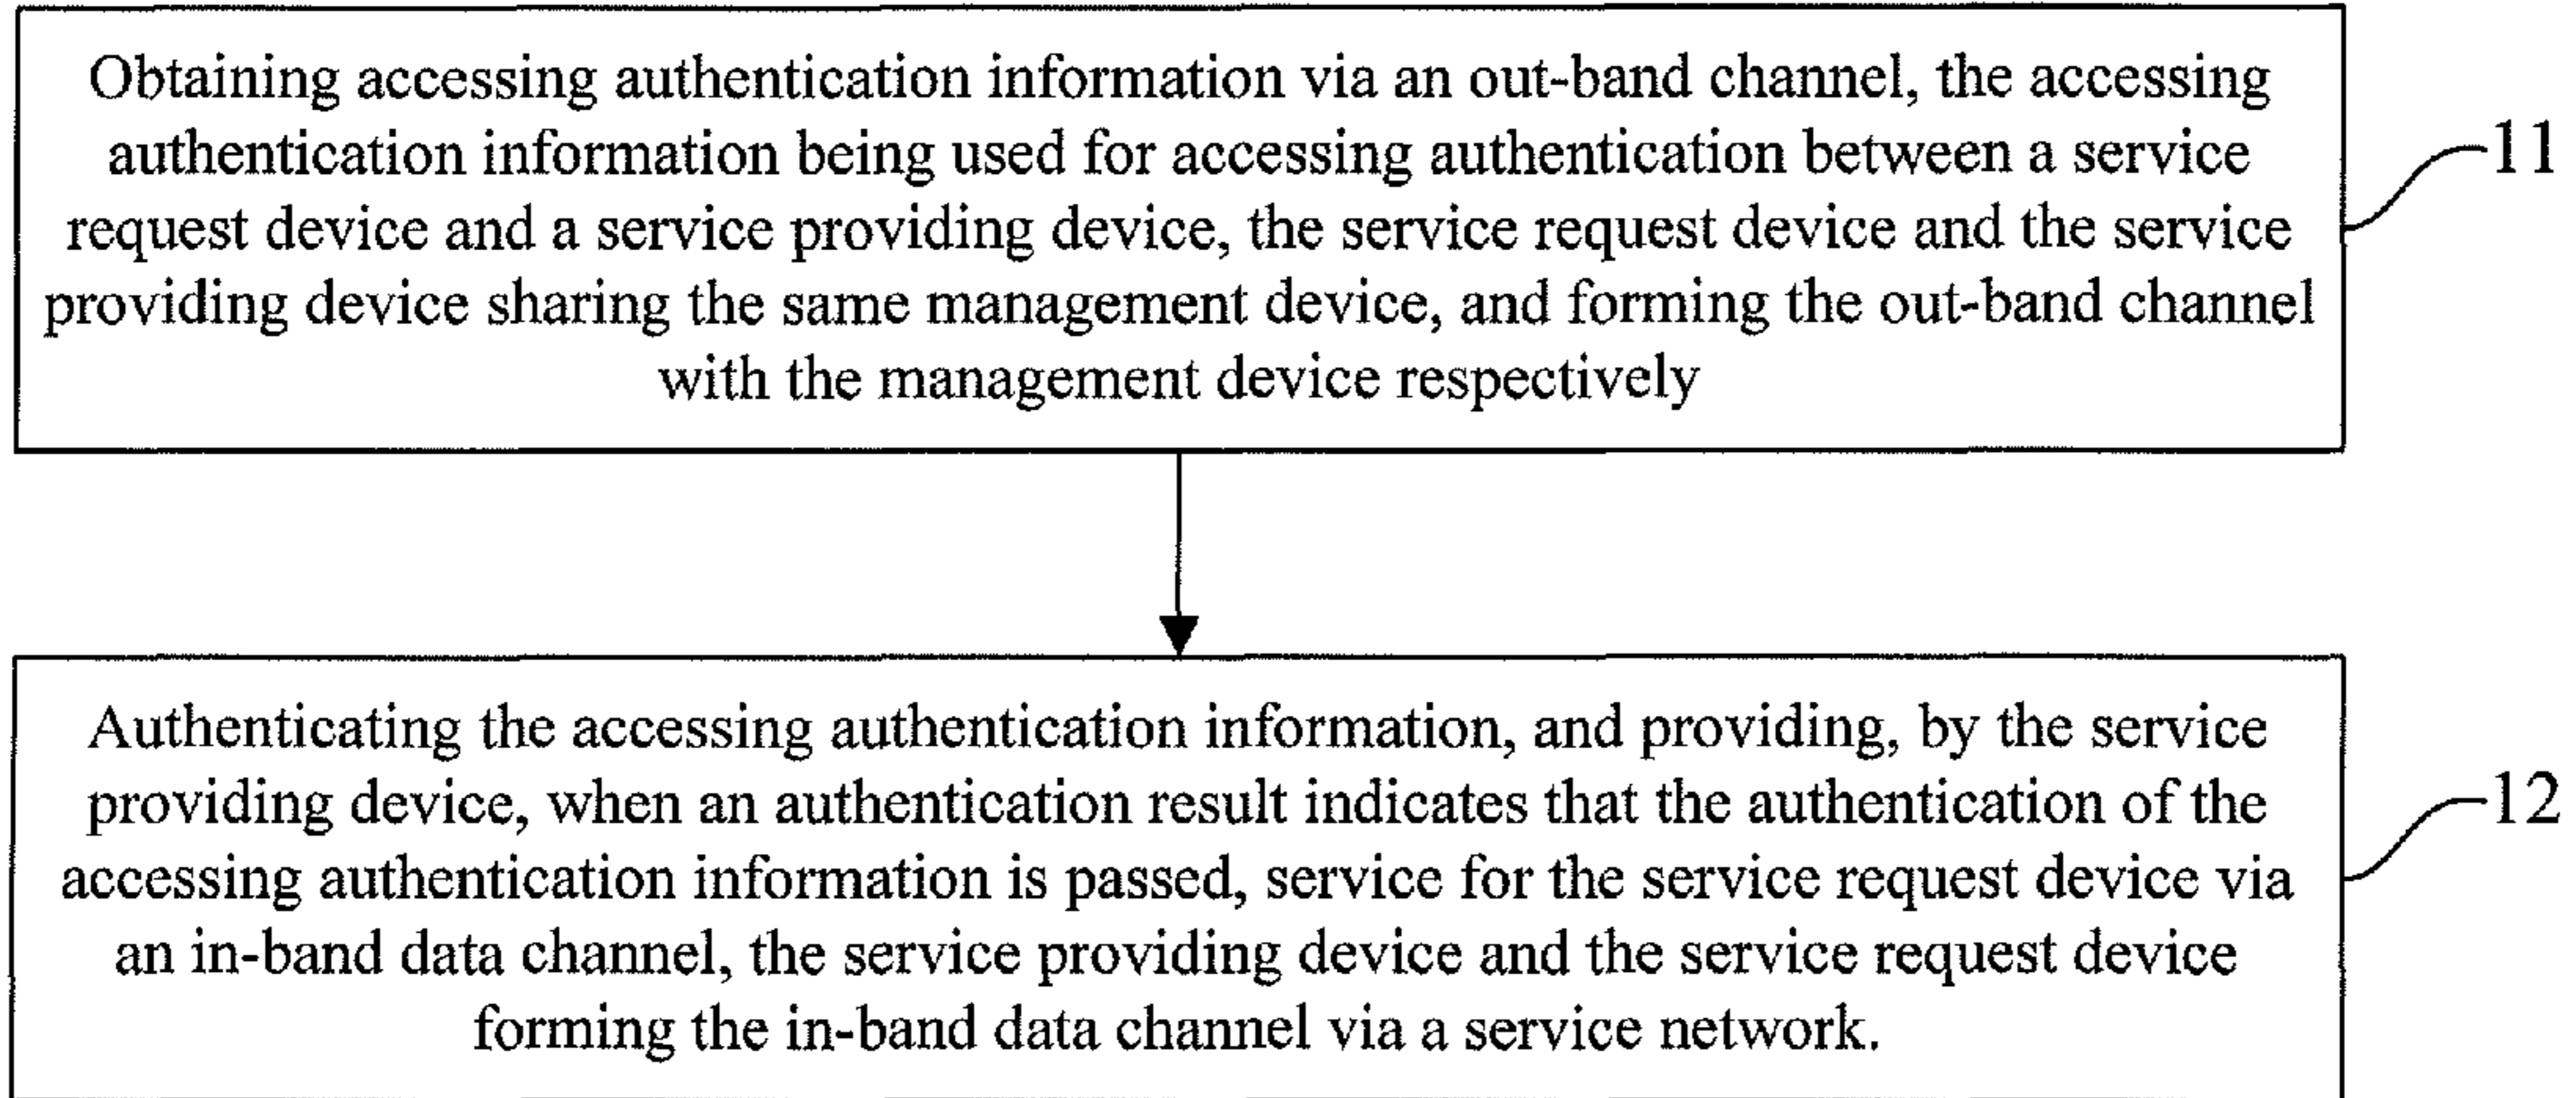 Obtaining accessing authentication information via an out-band channel, the accessing
authentication information being used for accessing authentication between a service
request device and a service providing device, the service request device and the service
providing device sharing the same management device, and forming the out-band channel
with the management device respectively
11
Authenticating the accessing authentication information, and providing, by the service
providing device, when an authentication result indicates that the authentication of the
accessing authentication information is passed, service for the service request device via
an in-band data channel, the service providing device and the service request device
forming the in-band data channel via a service network.
12